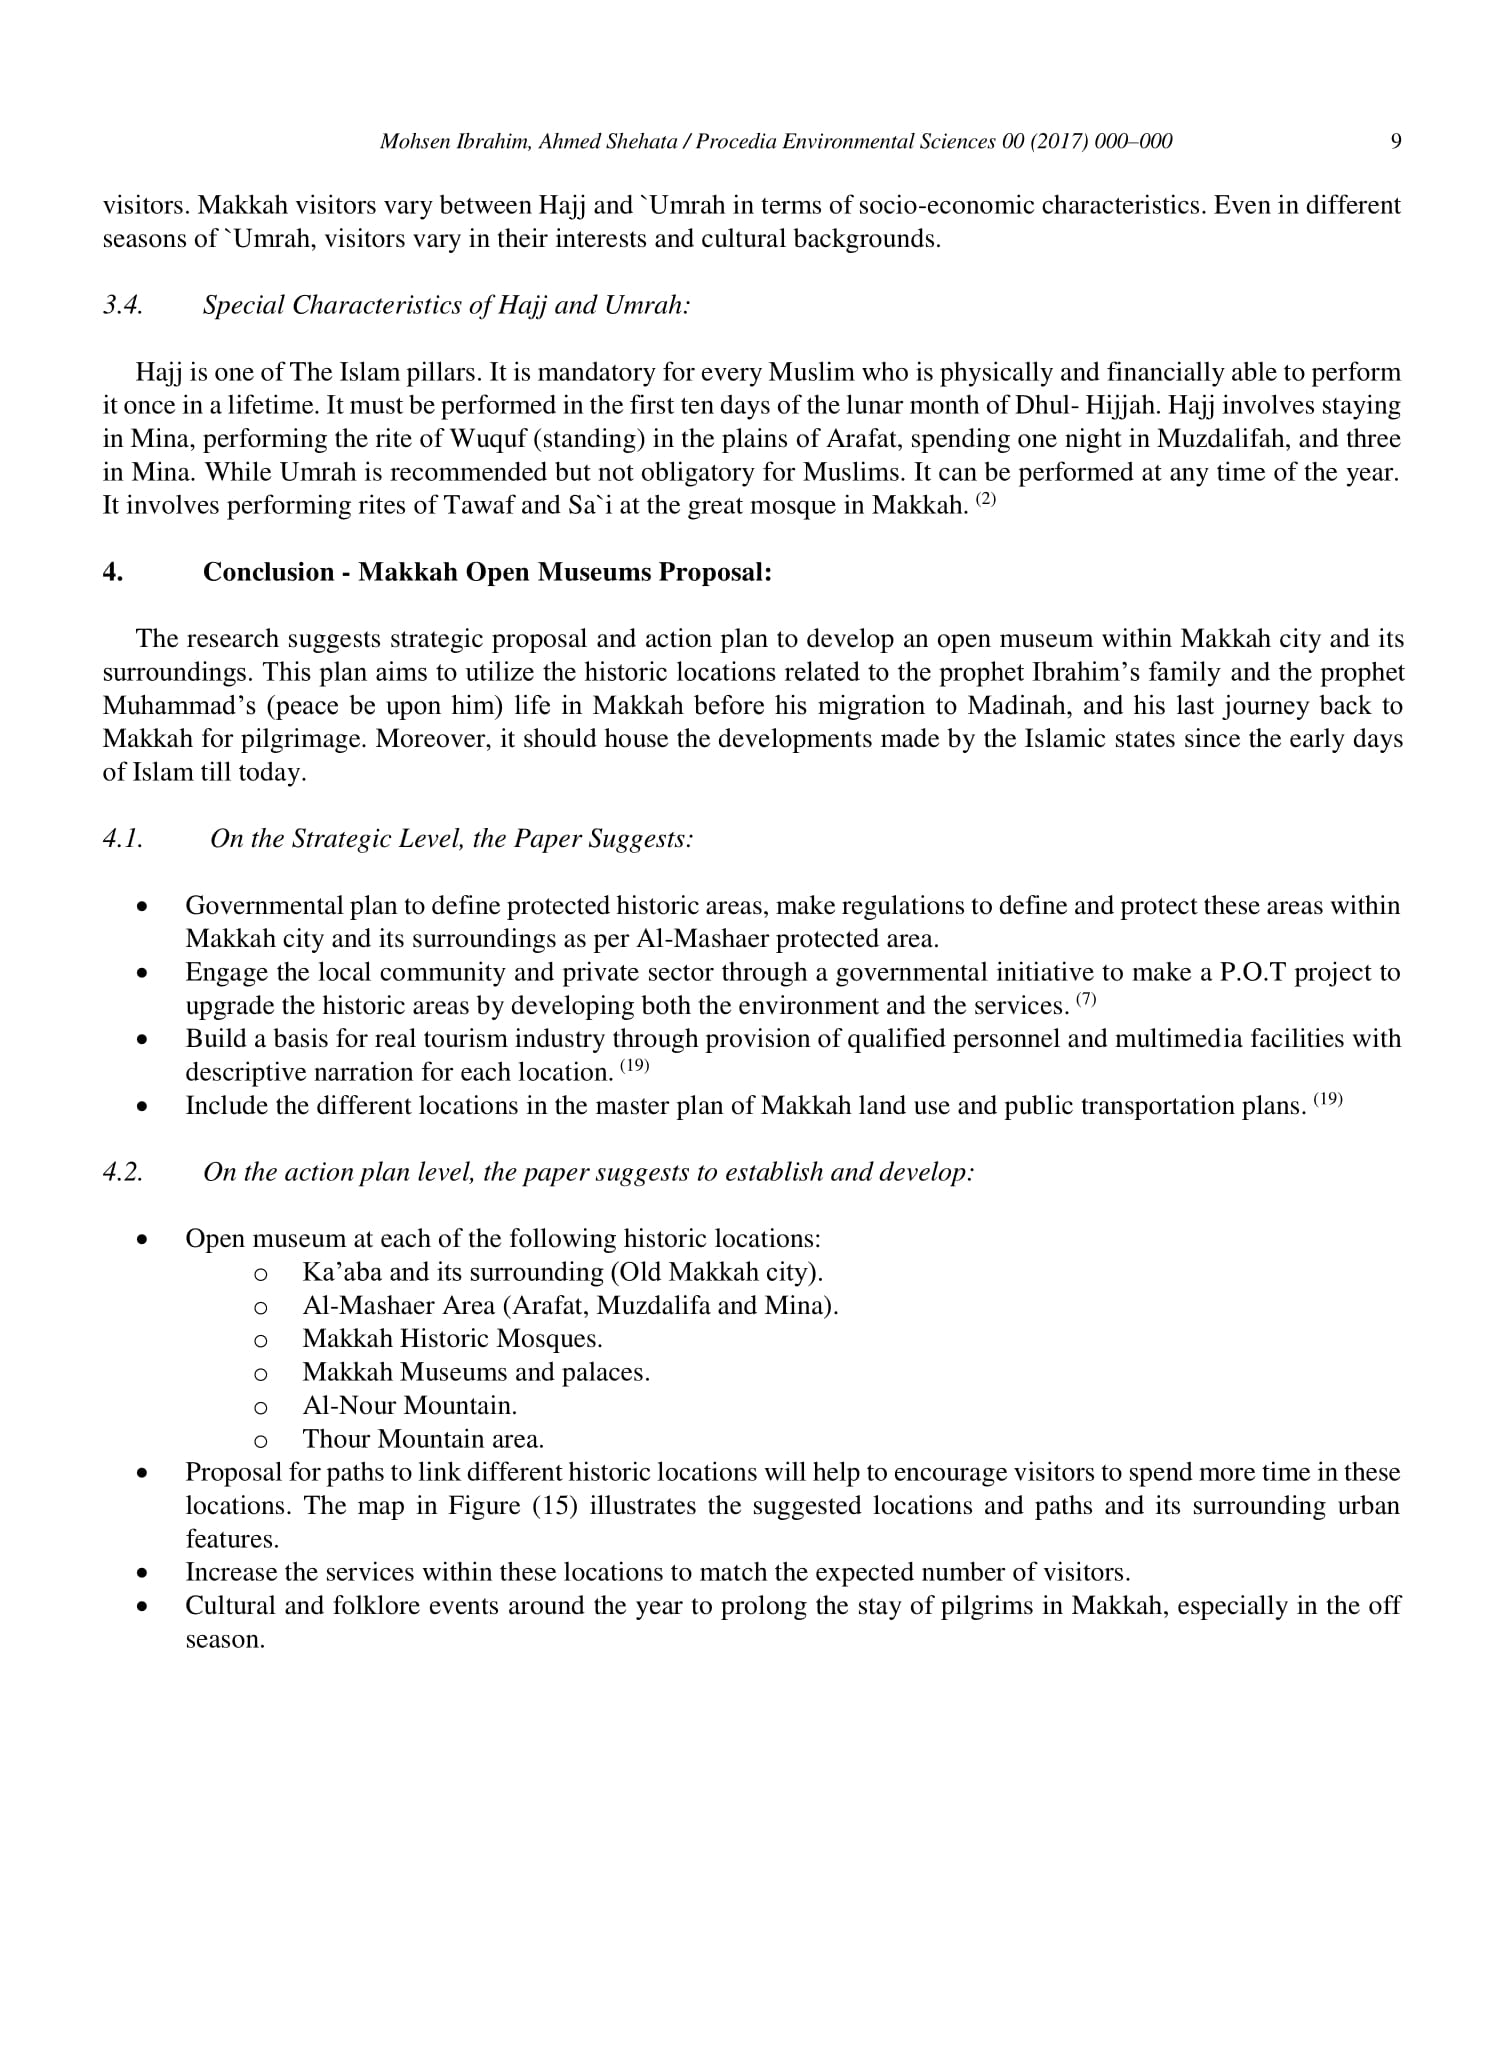 Mohsen Ibrahim, Ahmed Shehata / Procedia Environmental Sciences 00 (2017) 000–000 9
visitors. Makkah visitors vary between Hajj and `Umrah in terms of socio-economic characteristics. Even in different
seasons of `Umrah, visitors vary in their interests and cultural backgrounds.
3.4. Special Characteristics of Hajj and Umrah:
Hajj is one of The Islam pillars. It is mandatory for every Muslim who is physically and financially able to perform
it once in a lifetime. It must be performed in the first ten days of the lunar month of Dhul- Hijjah. Hajj involves staying
in Mina, performing the rite of Wuquf (standing) in the plains of Arafat, spending one night in Muzdalifah, and three
in Mina. While Umrah is recommended but not obligatory for Muslims. It can be performed at any time of the year.
It involves performing rites of Tawaf and Sa`i at the great mosque in Makkah. (2)
4. Conclusion - Makkah Open Museums Proposal:
The research suggests strategic proposal and action plan to develop an open museum within Makkah city and its
surroundings. This plan aims to utilize the historic locations related to the prophet Ibrahim’s family and the prophet
Muhammad’s (peace be upon him) life in Makkah before his migration to Madinah, and his last journey back to
Makkah for pilgrimage. Moreover, it should house the developments made by the Islamic states since the early days
of Islam till today.
4.1. On the Strategic Level, the Paper Suggests:
• Governmental plan to define protected historic areas, make regulations to define and protect these areas within
Makkah city and its surroundings as per Al-Mashaer protected area.
• Engage the local community and private sector through a governmental initiative to make a P.O.T project to
upgrade the historic areas by developing both the environment and the services. (7)
• Build a basis for real tourism industry through provision of qualified personnel and multimedia facilities with
descriptive narration for each location. (19)
• Include the different locations in the master plan of Makkah land use and public transportation plans. (19)
4.2. On the action plan level, the paper suggests to establish and develop:
• Open museum at each of the following historic locations:
o Ka’aba and its surrounding (Old Makkah city).
o Al-Mashaer Area (Arafat, Muzdalifa and Mina).
o Makkah Historic Mosques.
o Makkah Museums and palaces.
o Al-Nour Mountain.
o Thour Mountain area.
• Proposal for paths to link different historic locations will help to encourage visitors to spend more time in these
locations. The map in Figure (15) illustrates the suggested locations and paths and its surrounding urban
features.
• Increase the services within these locations to match the expected number of visitors.
• Cultural and folklore events around the year to prolong the stay of pilgrims in Makkah, especially in the off
season.